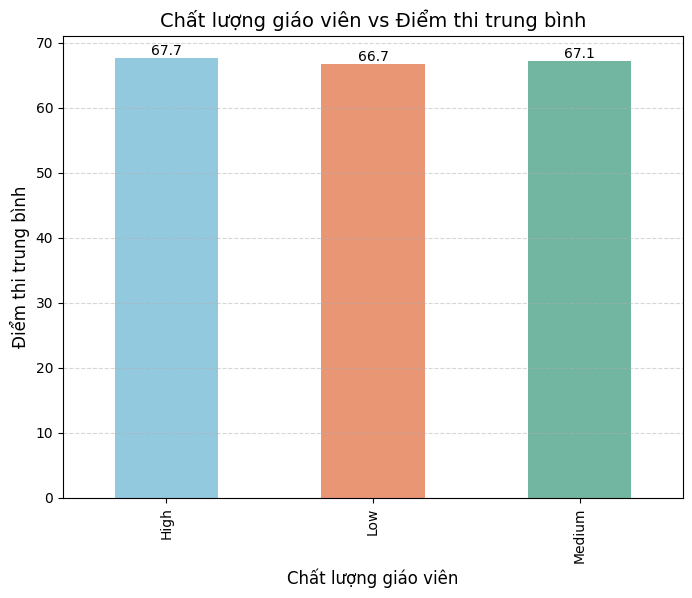 Chất lượng giáo viên vs Điểm thi trung bình
67.7
66.7
67.1
70
60
50
40
30
20
10
0
Điểm thi trung bình
High
Low
Medium
Chất lượng giáo viên